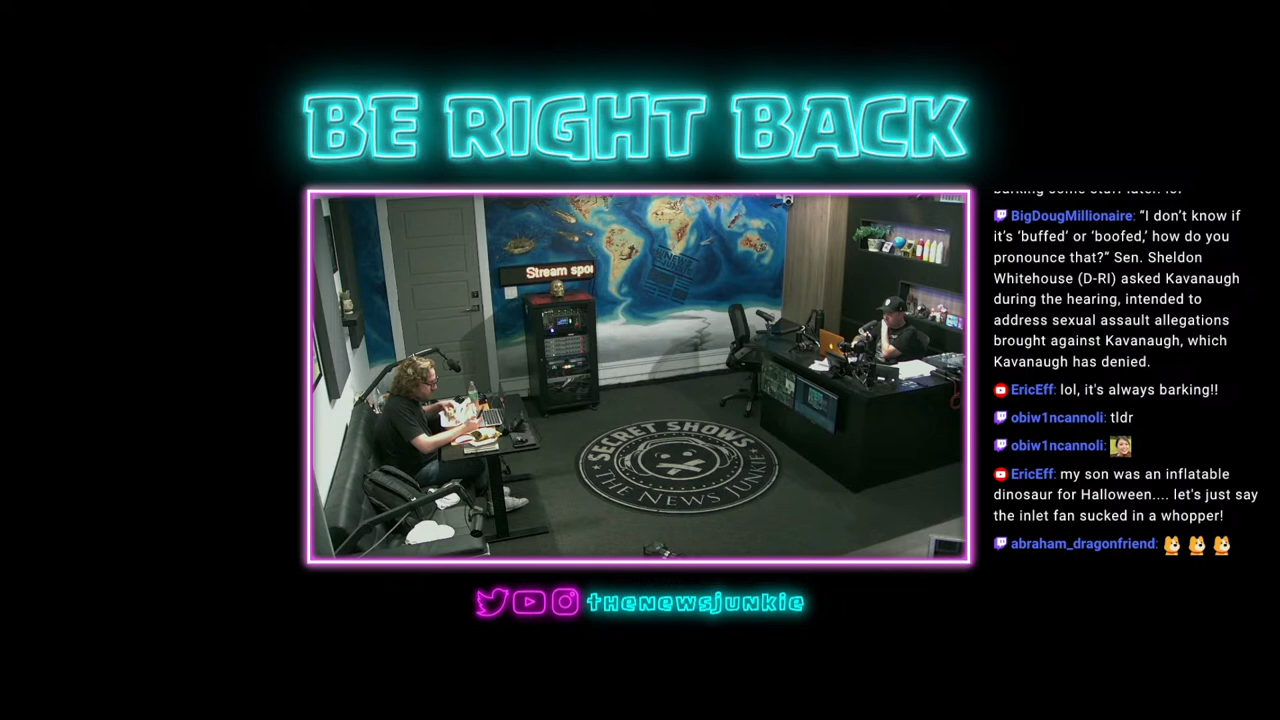 BE RIGHT BACK
Stream spo
SECRET SHOWS
THE NEWS JUNKIE
BigDougMillionaire: “I don’t know if
it’s ‘buffed’ or ‘boofed,’ how do you
pronounce that?” Sen. Sheldon
Whitehouse (D-RI) asked Kavanaugh
during the hearing, intended to
address sexual assault allegations
brought against Kavanaugh, which
Kavanaugh has denied.
EricEff: lol, it's always barking!!
obiw1ncannoli: tldr
obiw1ncannoli:
EricEff: my son was an inflatable
dinosaur for Halloween.... let's just say
the inlet fan sucked in a whopper!
abraham_dragonfriend:
thenewsjunkie